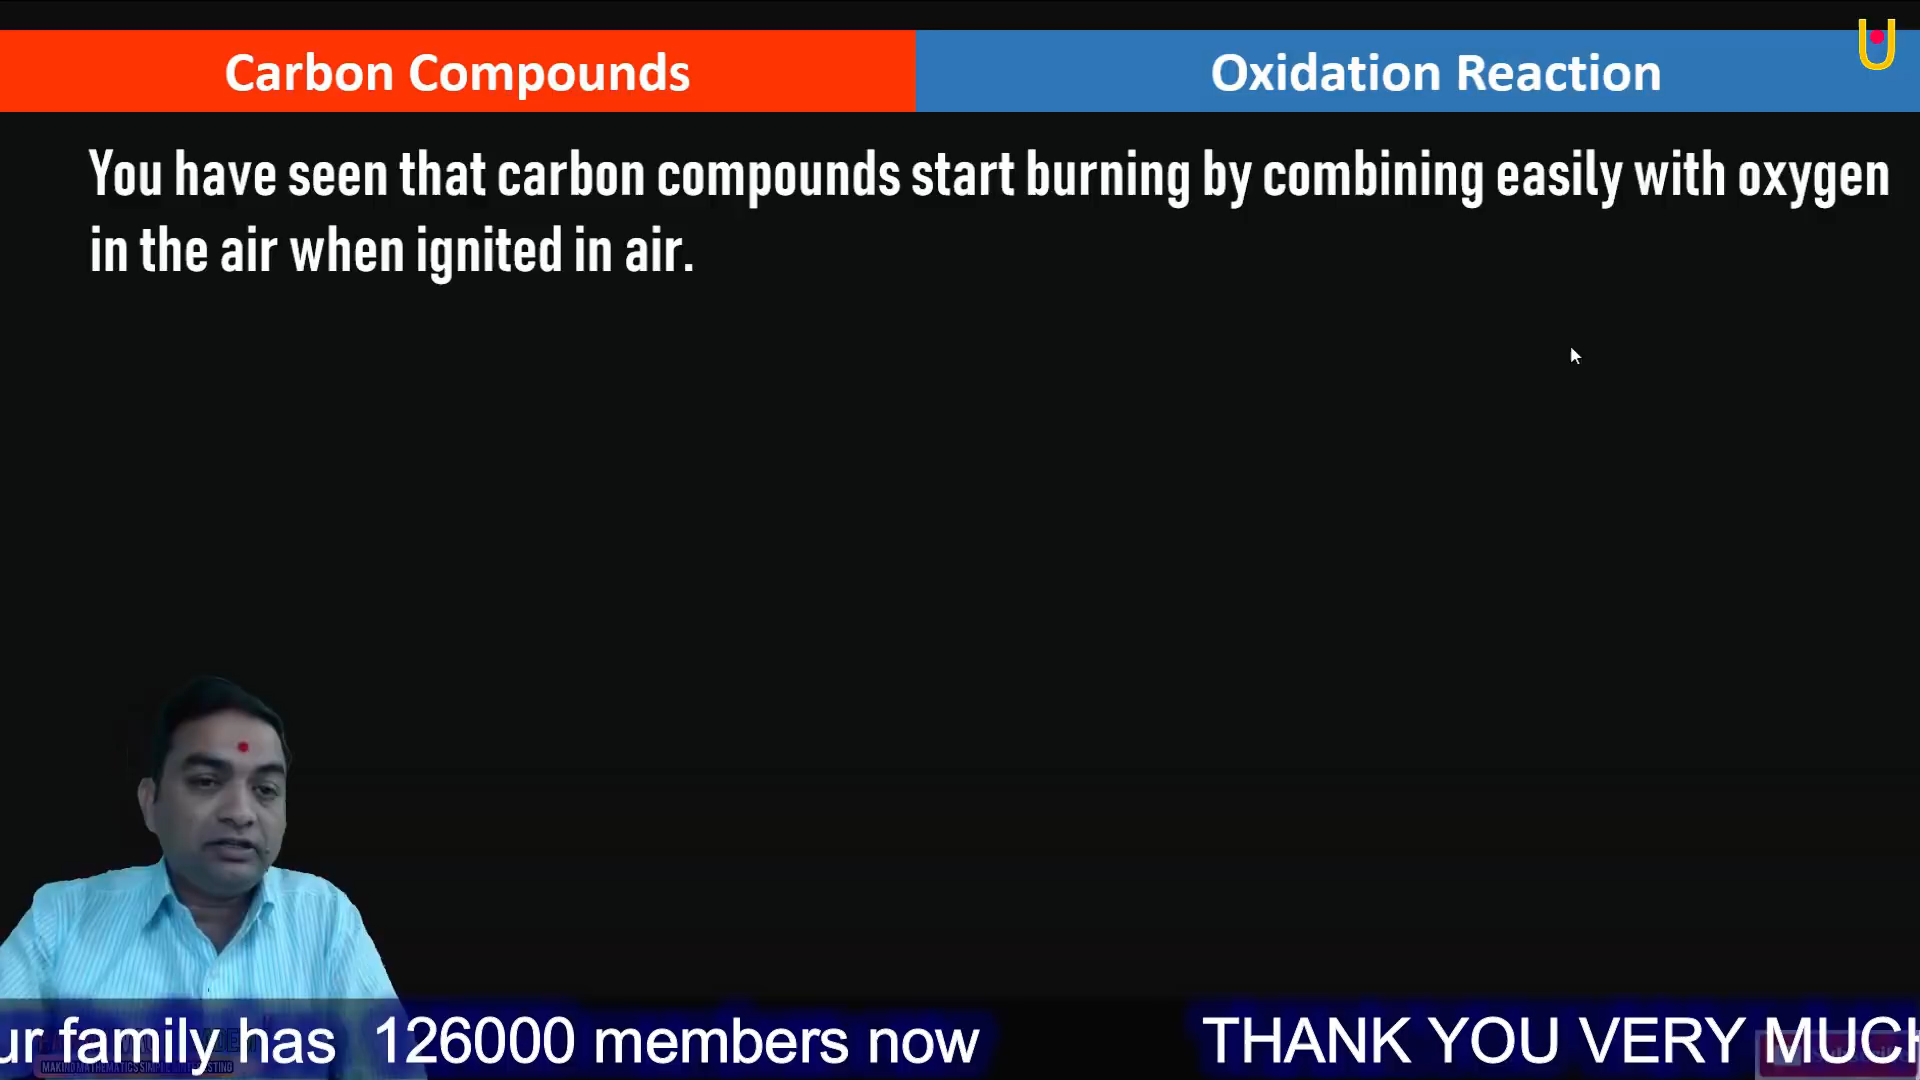 Carbon Compounds
Oxidation Reaction
You have seen that carbon compounds start burning by combining easily with oxygen
in the air when ignited in air.
ur family has 126000 members now
THANK YOU VERY MUCH